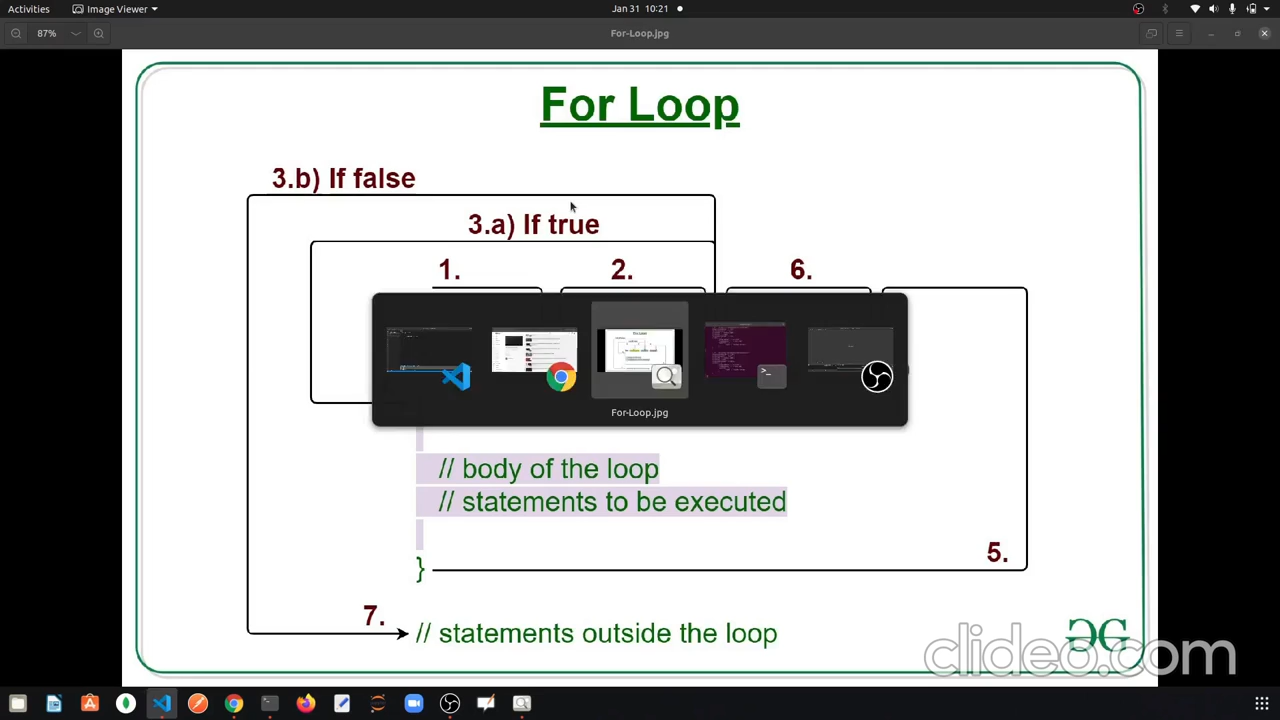 Activities
Image Viewer
Jan 31 10:21
87%
For-Loop.jpg
For Loop
3.b) If false
3.a) If true
1.
2.
6.
For-Loop.jpg
// body of the loop
// statements to be executed
5.
}
7.
// statements outside the loop
clideo.com